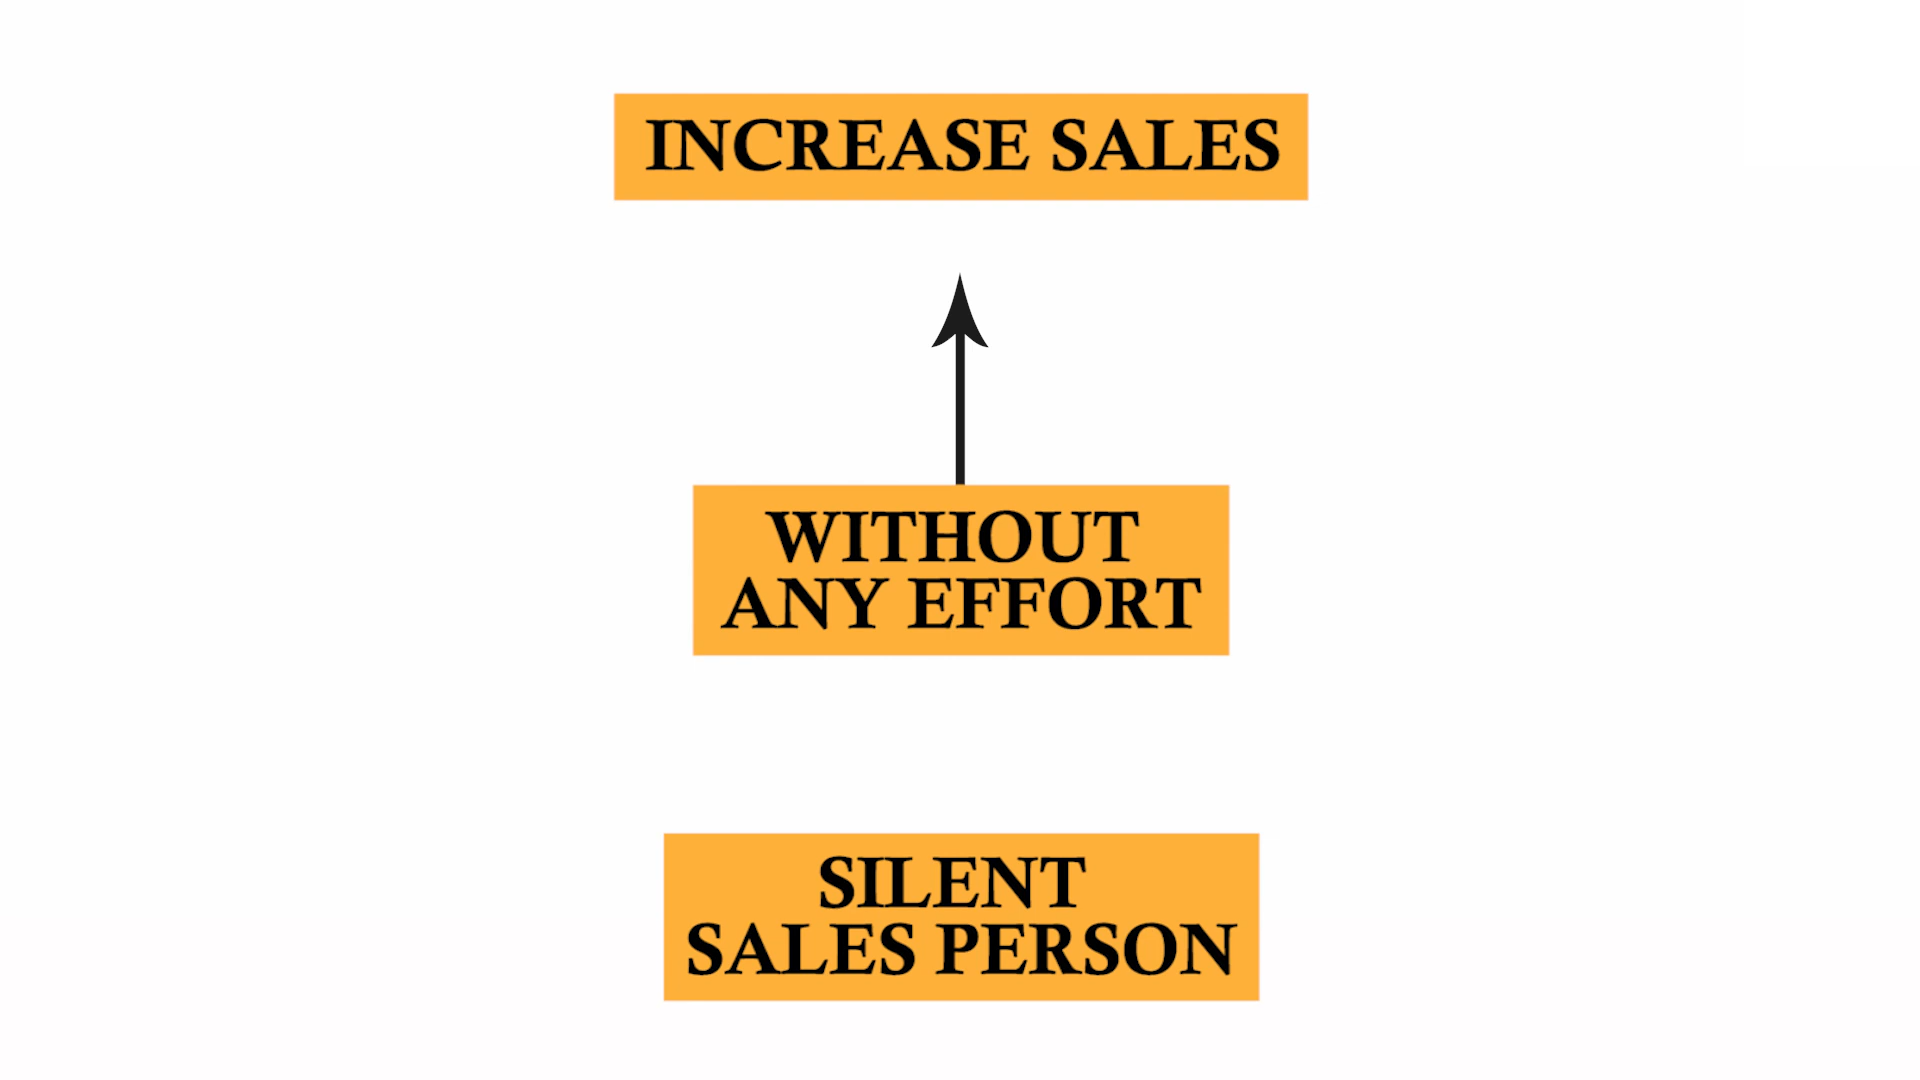 INCREASE SALES
WITHOUT
ANY EFFORT
SILENT
SALES PERSON